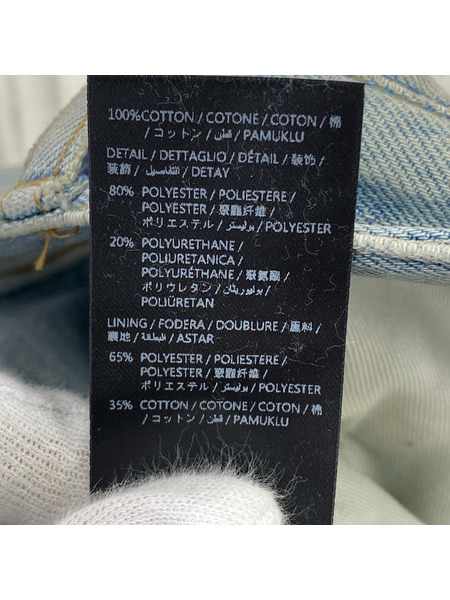 100%COTTON / COTONE / COTON / 棉
/ コットン / قطن / PAMUKLU
DETAIL / DETTAGLIO / DÉTAIL / 装饰 /
装飾 / التفاصيل / DETAY
80% POLYESTER / POLIESTERE /
POLYESTER / 聚酯纤维 /
ポリエステル / بوليستر / POLYESTER
20% POLYURETHANE /
POLIURETANICA /
POLYURÉTHANE / 聚氨酯 /
ポリウレタン / بوليوريثان /
POLIÜRETAN
LINING / FODERA / DOUBLURE / 里料 /
裏地 / البطانة / ASTAR
65% POLYESTER / POLIESTERE /
POLYESTER / 聚酯纤维 /
ポリエステル / بوليستر / POLYESTER
35% COTTON / COTONE / COTON / 棉
/ コットン / قطن / PAMUKLU